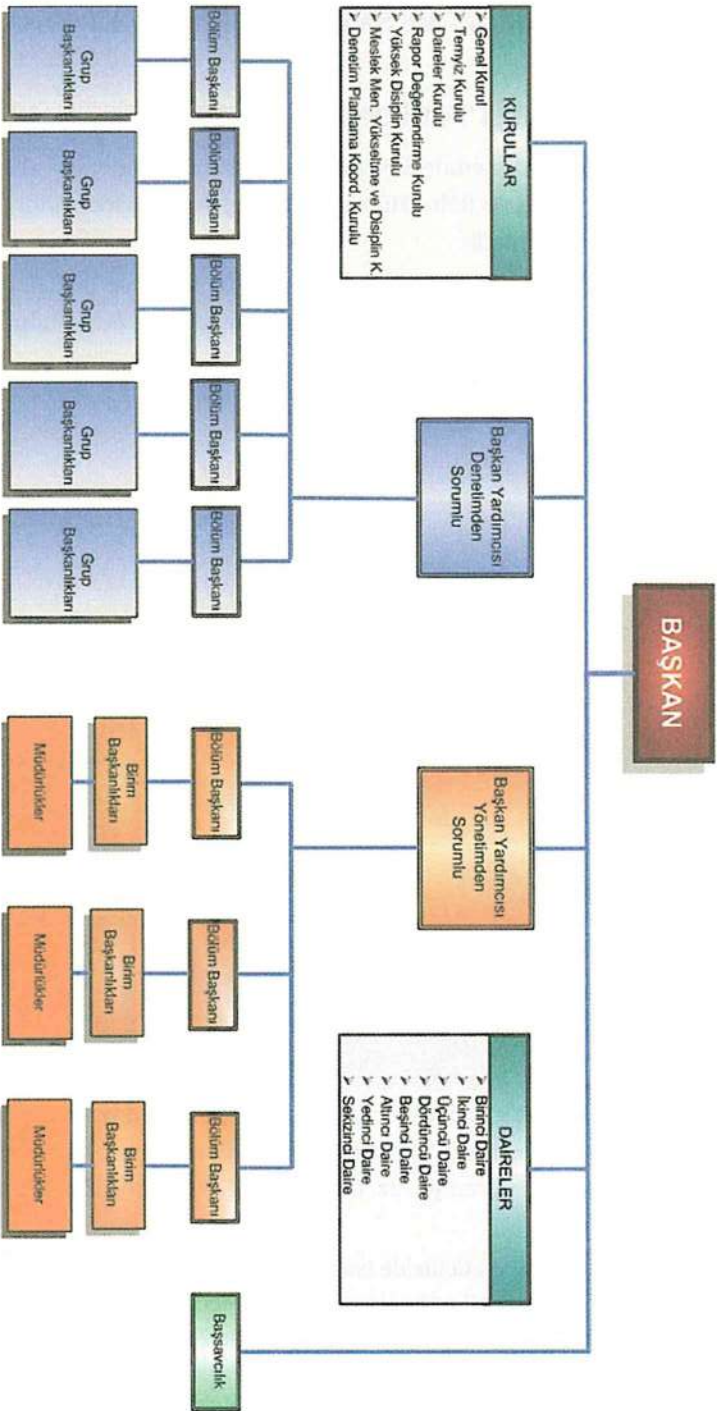 BAŞKAN
KURULLAR
➢ Genel Kurul
➢ Temyiz Kurulu
➢ Daireler Kurulu
➢ Rapor Değerlendirme Kurulu
➢ Yüksek Disiplin Kurulu
➢ Meslek Men. Yükseltme ve Disiplin K.
➢ Denetim Planlama Koord. Kurulu
Başkan Yardımcısı
Denetimden
Sorumlu
Başkan Yardımcısı
Yönetimden
Sorumlu
DAİRELER
➢ Birinci Daire
➢ İkinci Daire
➢ Üçüncü Daire
➢ Dördüncü Daire
➢ Beşinci Daire
➢ Altıncı Daire
➢ Yedinci Daire
➢ Sekizinci Daire
Başsavcılık
Bölüm Başkanı
Bölüm Başkanı
Bölüm Başkanı
Bölüm Başkanı
Bölüm Başkanı
Grup
Başkanlıkları
Grup
Başkanlıkları
Grup
Başkanlıkları
Grup
Başkanlıkları
Grup
Başkanlıkları
Bölüm Başkanı
Bölüm Başkanı
Bölüm Başkanı
Birim
Başkanlıkları
Birim
Başkanlıkları
Birim
Başkanlıkları
Müdürlükler
Müdürlükler
Müdürlükler